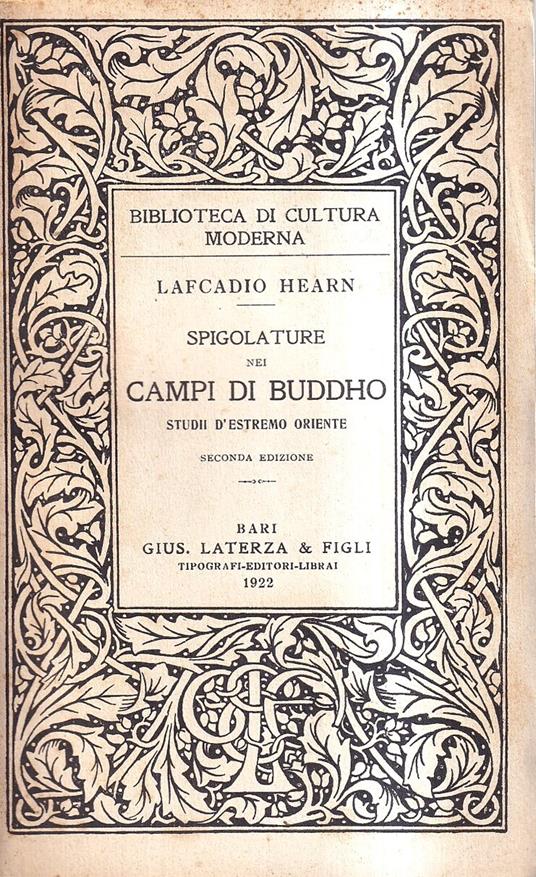 BIBLIOTECA DI CULTURA
MODERNA
LAFCADIO HEARN
SPIGOLATURE
NEI
CAMPI DI BUDDHO
STUDII D'ESTREMO ORIENTE
SECONDA EDIZIONE
BARI
GIUS. LATERZA & FIGLI
TIPOGRAFI-EDITORI-LIBRAI
1922